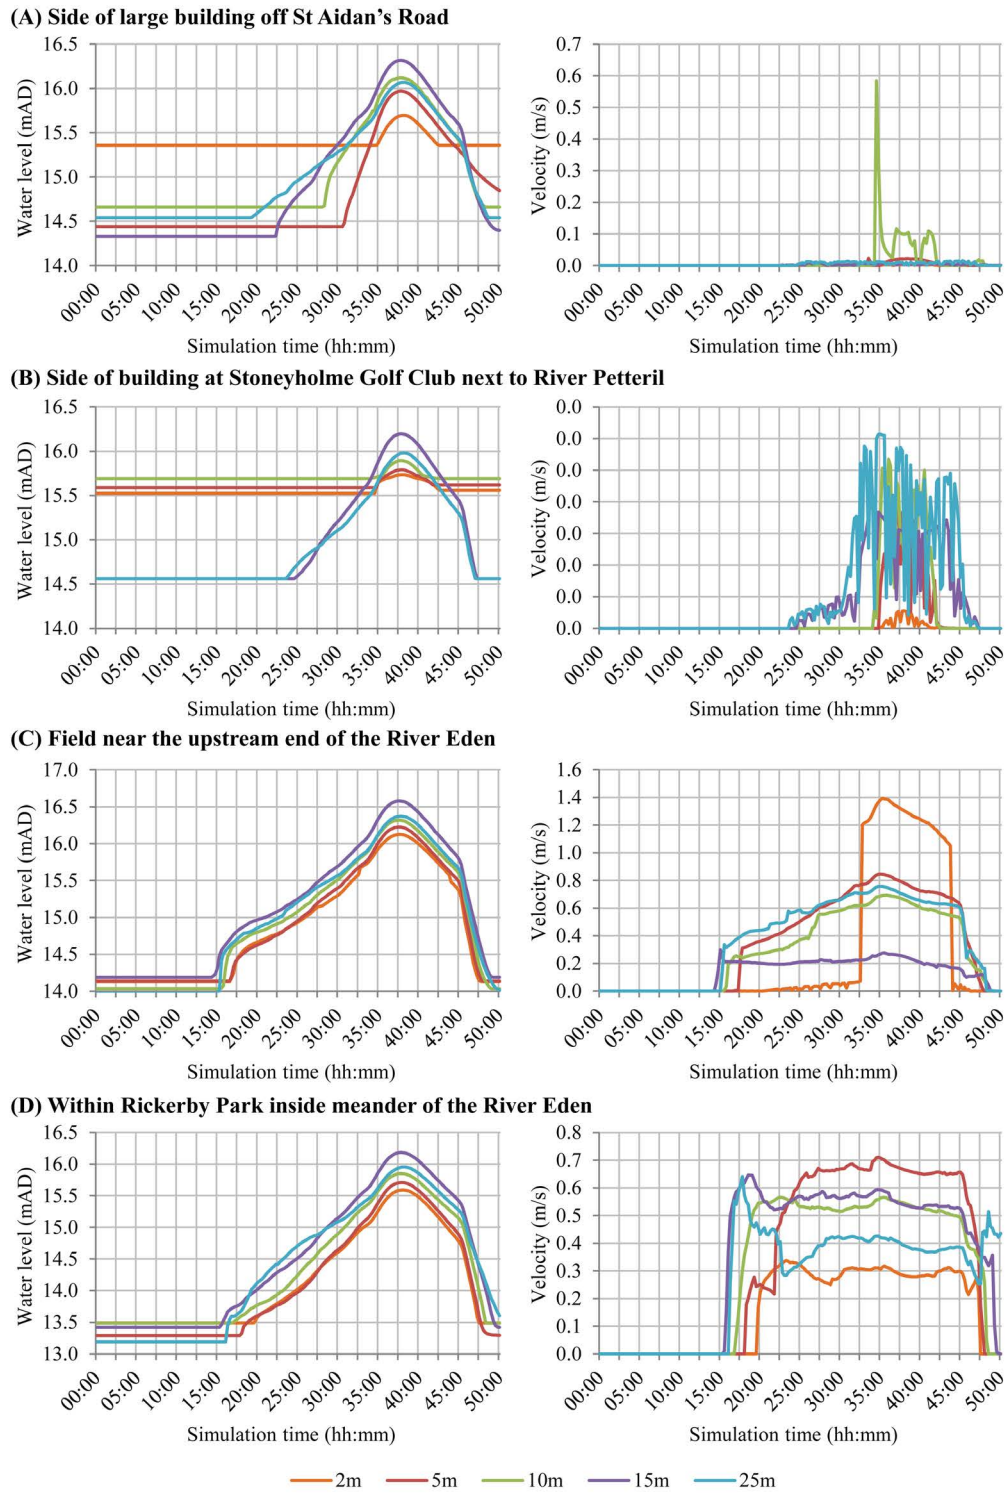 (A) Side of large building off St Aidan's Road
16.5
16.0
15.5
15.0
14.5
14.0
Water level (mAD)
00:00 05:00 10:00 15:00 20:00 25:00 30:00 35:00 40:00 45:00 50:00
Simulation time (hh:mm)
0.7
0.6
0.5
0.4
0.3
0.2
0.1
0.0
Velocity (m/s)
00:00 05:00 10:00 15:00 20:00 25:00 30:00 35:00 40:00 45:00 50:00
Simulation time (hh:mm)
(B) Side of building at Stoneyholme Golf Club next to River Petteril
16.5
16.0
15.5
15.0
14.5
14.0
Water level (mAD)
00:00 05:00 10:00 15:00 20:00 25:00 30:00 35:00 40:00 45:00 50:00
Simulation time (hh:mm)
0.0
0.0
0.0
0.0
0.0
0.0
0.0
0.0
Velocity (m/s)
00:00 05:00 10:00 15:00 20:00 25:00 30:00 35:00 40:00 45:00 50:00
Simulation time (hh:mm)
(C) Field near the upstream end of the River Eden
17.0
16.5
16.0
15.5
15.0
14.5
14.0
Water level (mAD)
00:00 05:00 10:00 15:00 20:00 25:00 30:00 35:00 40:00 45:00 50:00
Simulation time (hh:mm)
1.6
1.4
1.2
1.0
0.8
0.6
0.4
0.2
0.0
Velocity (m/s)
00:00 05:00 10:00 15:00 20:00 25:00 30:00 35:00 40:00 45:00 50:00
Simulation time (hh:mm)
(D) Within Rickerby Park inside meander of the River Eden
16.5
16.0
15.5
15.0
14.5
14.0
13.5
13.0
Water level (mAD)
00:00 05:00 10:00 15:00 20:00 25:00 30:00 35:00 40:00 45:00 50:00
Simulation time (hh:mm)
0.8
0.7
0.6
0.5
0.4
0.3
0.2
0.1
0.0
Velocity (m/s)
00:00 05:00 10:00 15:00 20:00 25:00 30:00 35:00 40:00 45:00 50:00
Simulation time (hh:mm)
2m 5m 10m 15m 25m